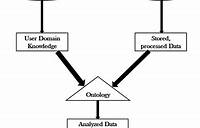 User Domain
Knowledge
Stored,
processed Data
Ontology
Analyzed Data